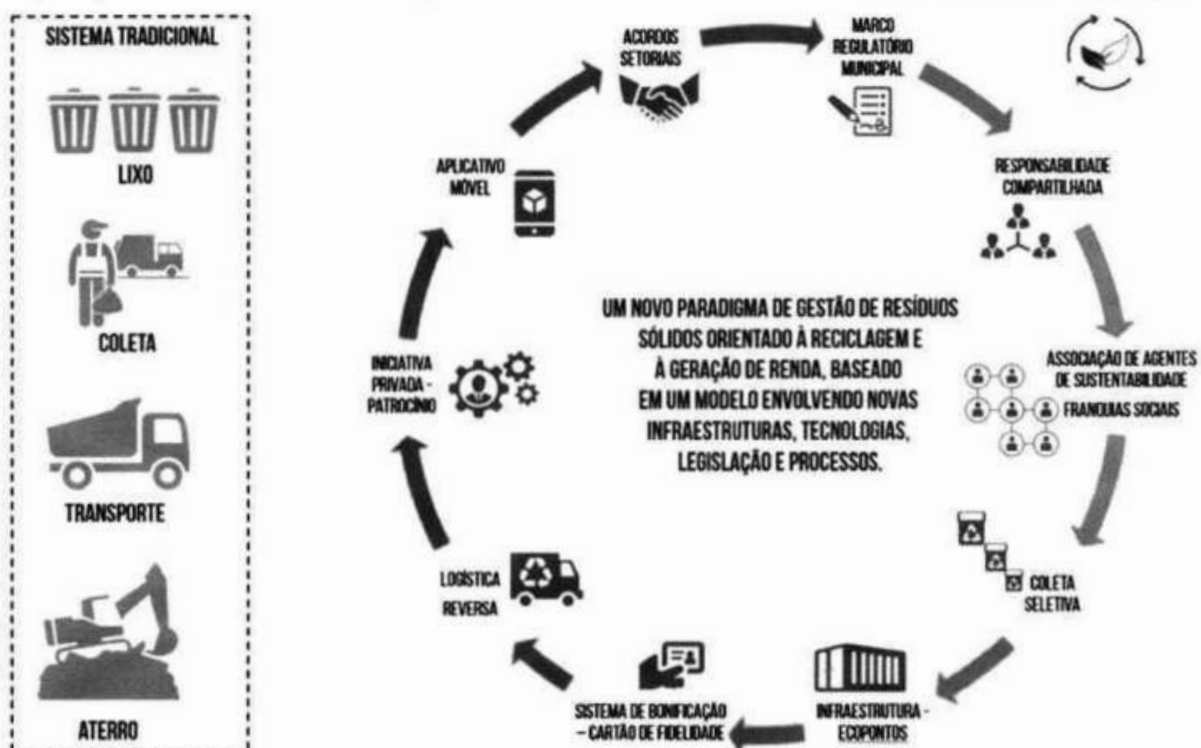 SISTEMA TRADICIONAL
LIXO
COLETA
TRANSPORTE
ATERRO
ACORDOS
SETORIAIS
MARCO
REGULATÓRIO
MUNICIPAL
RESPONSABILIDADE
COMPARTILHADA
ASSOCIAÇÃO DE AGENTES
DE SUSTENTABILIDADE
FRANQUIAS SOCIAIS
COLETA
SELETIVA
INFRAESTRUTURA -
ECOPONTOS
SISTEMA DE BONIFICAÇÃO
– CARTÃO DE FIDELIDADE
LOGÍSTICA
REVERSA
INICIATIVA
PRIVADA -
PATROCÍNIO
APLICATIVO
MÓVEL
UM NOVO PARADIGMA DE GESTÃO DE RESÍDUOS
SÓLIDOS ORIENTADO À RECICLAGEM E
À GERAÇÃO DE RENDA, BASEADO
EM UM MODELO ENVOLVENDO NOVAS
INFRAESTRUTURAS, TECNOLOGIAS,
LEGISLAÇÃO E PROCESSOS.